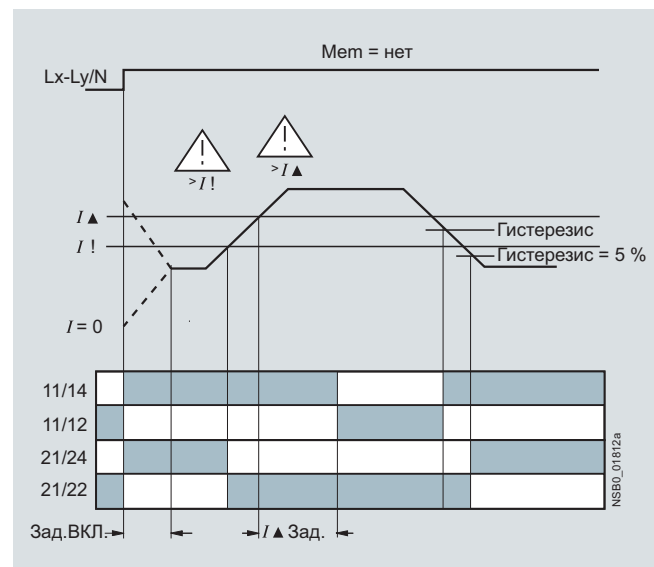 Mem = нет
Lx-Ly/N
>I !
>I ▲
I ▲
I !
Гистерезис
Гистерезис = 5 %
I = 0
11/14
11/12
21/24
21/22
Зад.ВКЛ.
I ▲ Зад.
NSB0_01812a